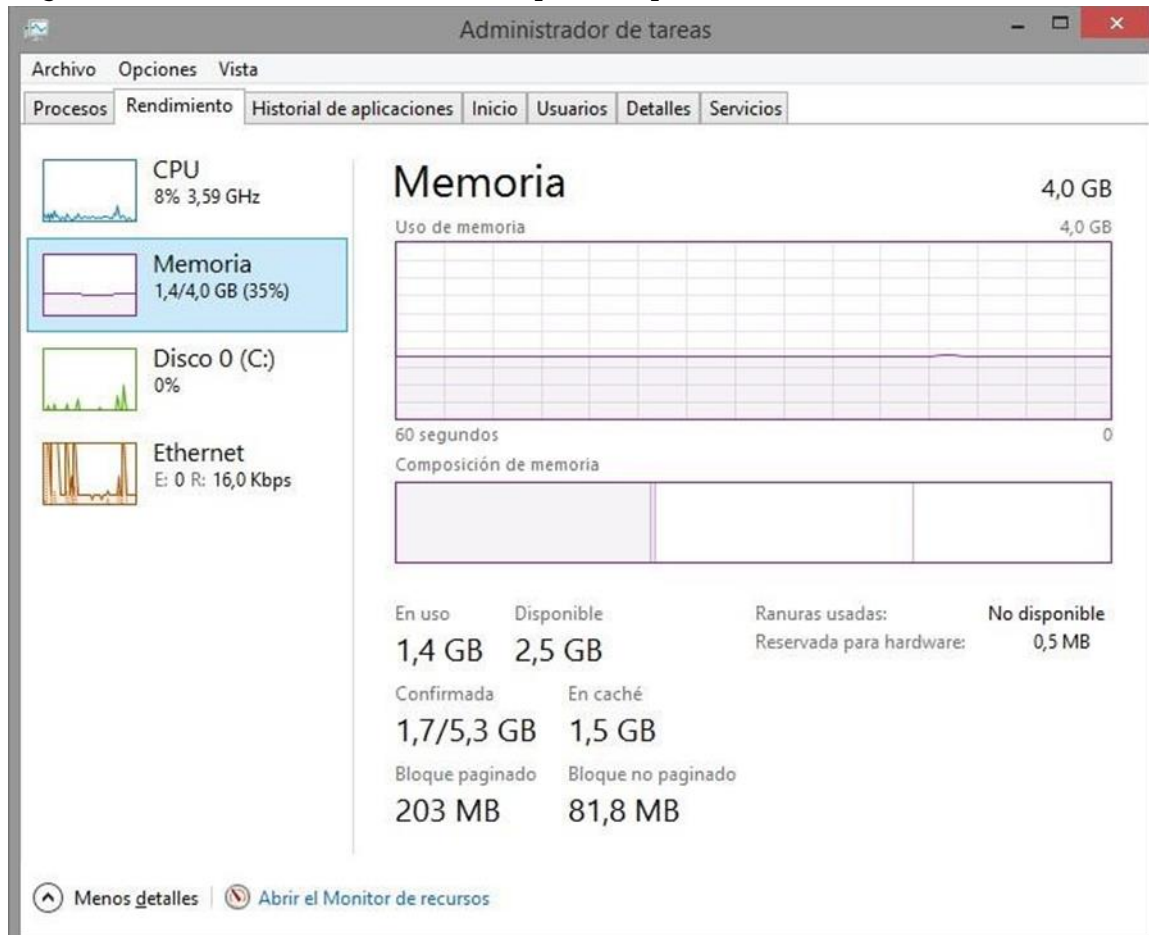 Administrador de tareas
Archivo Opciones Vista
Procesos Rendimiento Historial de aplicaciones Inicio Usuarios Detalles Servicios
CPU
8% 3,59 GHz
Memoria
1,4/4,0 GB (35%)
Disco 0 (C:)
0%
Ethernet
E: 0 R: 16,0 Kbps
Memoria 4,0 GB
Uso de memoria 4,0 GB
60 segundos 0
Composición de memoria
En uso Disponible
1,4 GB 2,5 GB
Confirmada En caché
1,7/5,3 GB 1,5 GB
Bloque paginado Bloque no paginado
203 MB 81,8 MB
Ranuras usadas: No disponible
Reservada para hardware: 0,5 MB
Menos detalles Abrir el Monitor de recursos